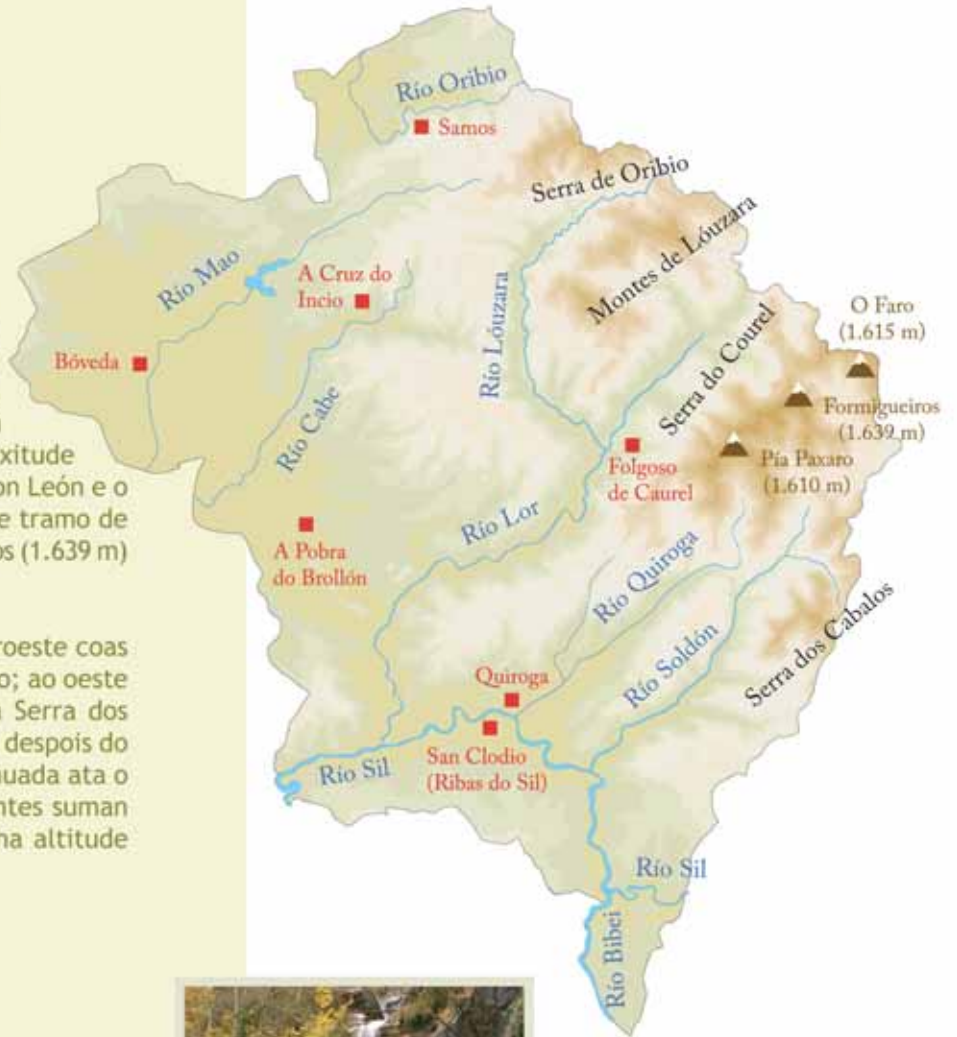 Río Oribio
Samos
Serra de Oribio
Río Mao
A Cruz do
Incio
Montes de Lóuzara
Río Lóuzara
Serra do Courel
O Faro
(1.615 m)
Bóveda
Río Cabe
Formigueiros
(1.639 m)
Folgoso
de Caurel
Pía Paxaro
(1.610 m)
Río Lor
A Pobra
do Brollón
Río Quiroga
Río Soldón
Serra dos Cabalos
Quiroga
San Clodio
(Ribas do Sil)
Río Sil
Río Sil
Río Bibei
xitude
on León e o
e tramo de
os (1.639 m)
roeste coas
o; ao oeste
Serra dos
despois do
nuada ata o
ntes suman
na altitude